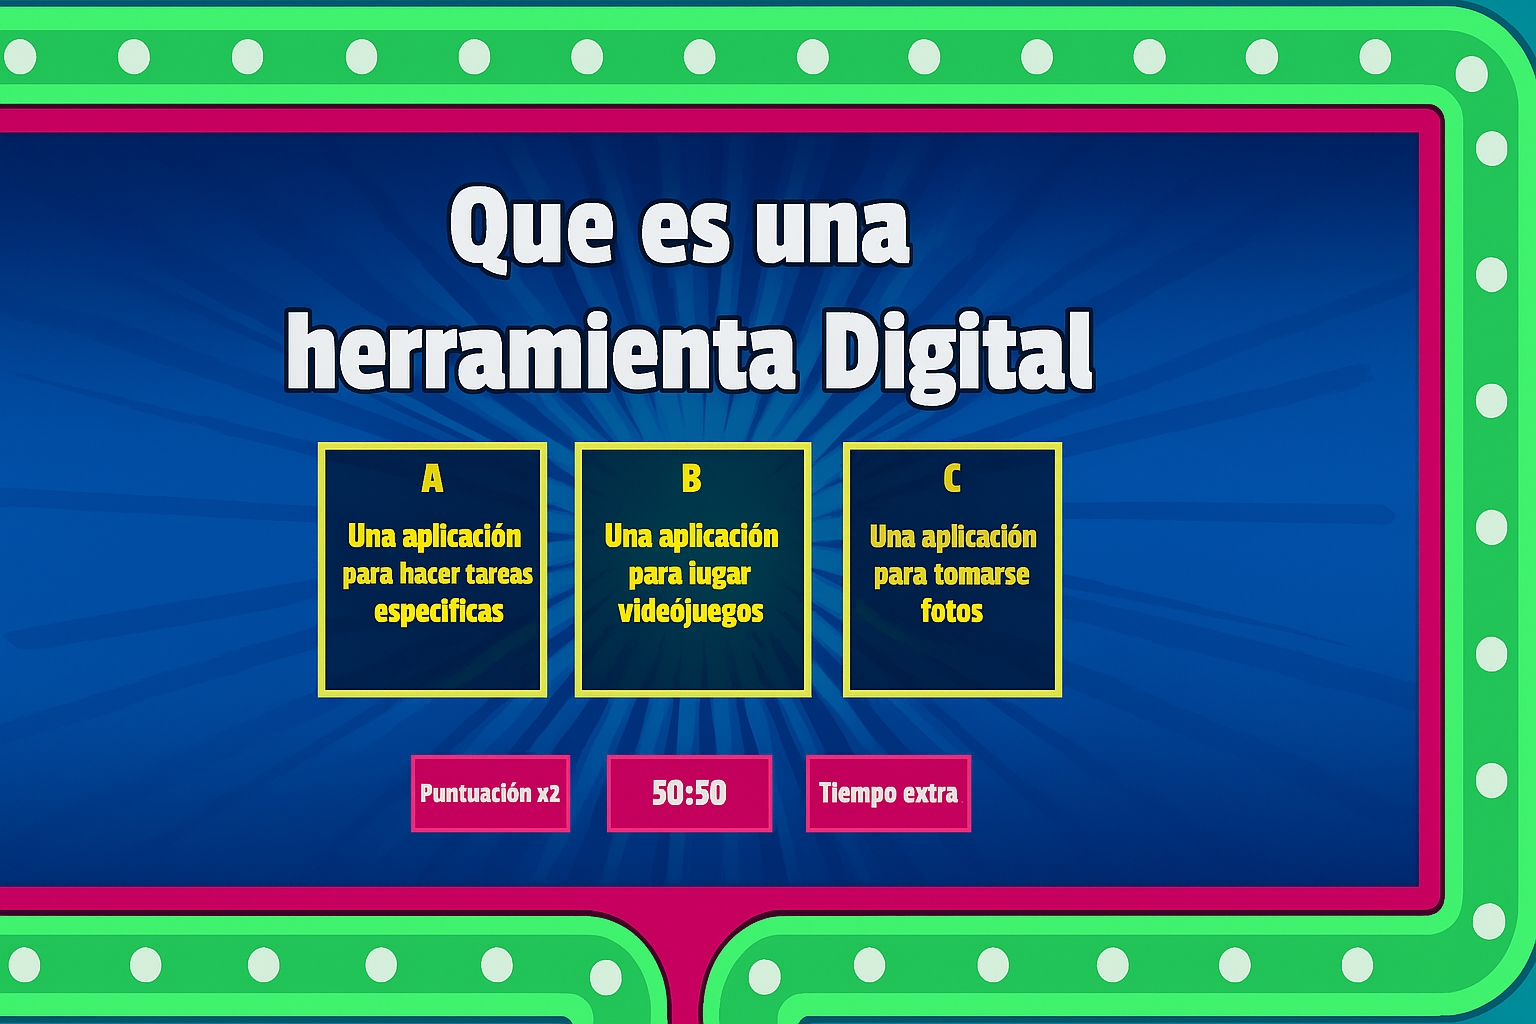 Que es una
herramienta Digital
A
Una aplicación
para hacer tareas
especificas
B
Una aplicación
para iugar
videójuegos
C
Una aplicación
para tomarse
fotos
Puntuación x2
50:50
Tiempo extra